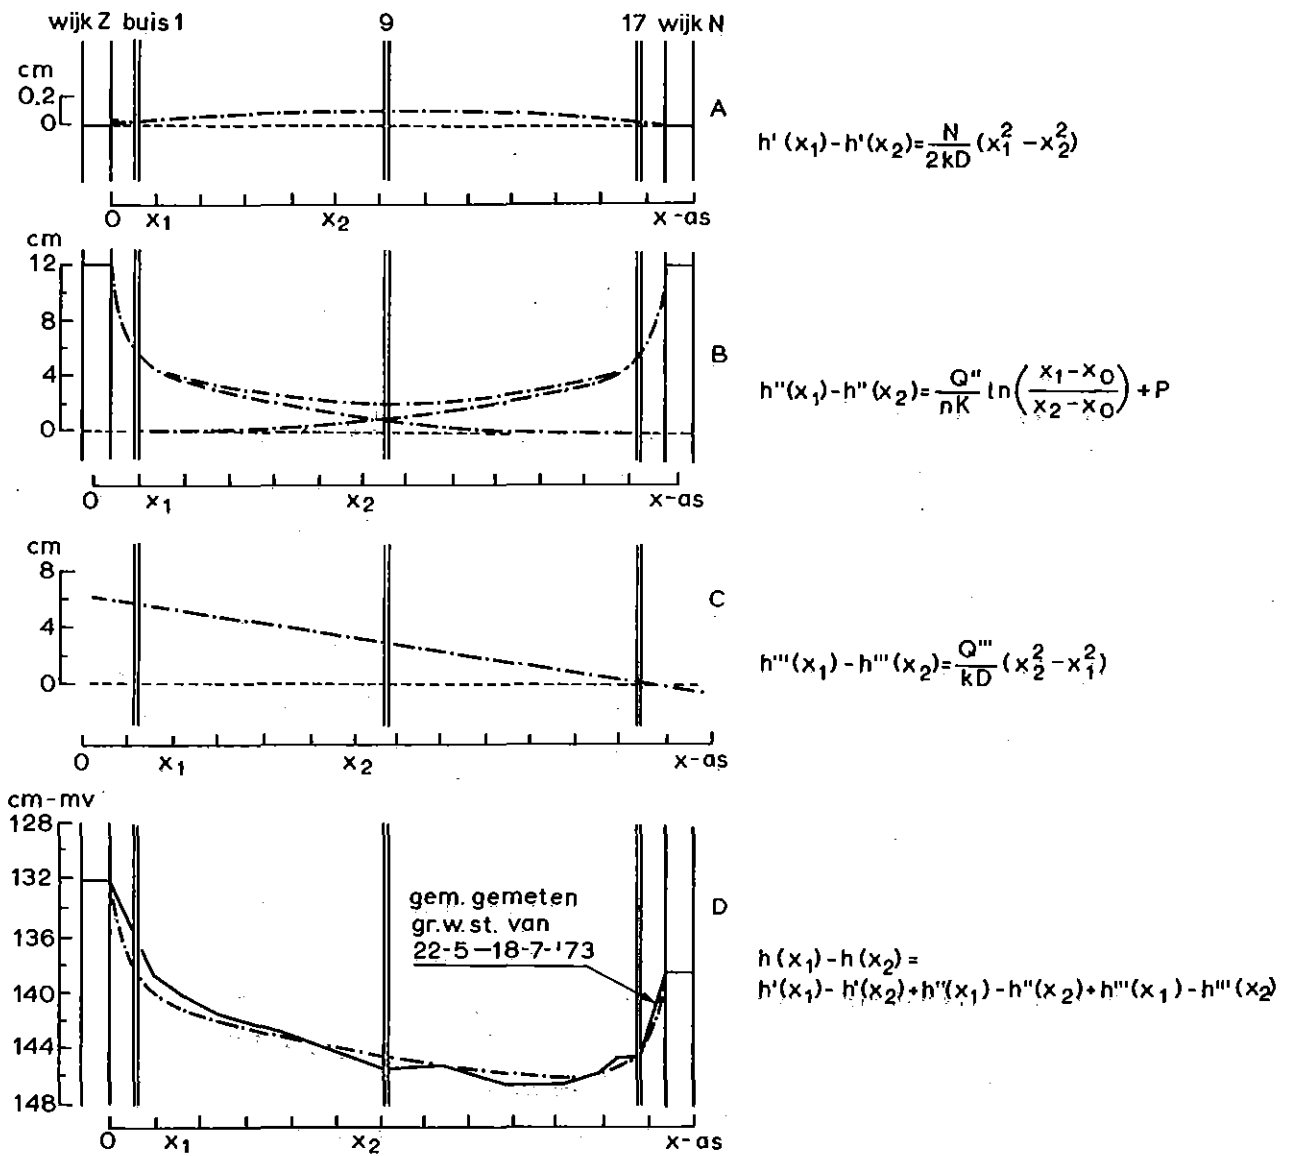 wijk Z buis 1 9 17 wijk N
cm
0.2
0
A
h'(x₁)-h'(x₂)=N/2kD (x₁²-x₂²)
0 x₁ x₂ x-as
cm
12
8
4
0
B
h''(x₁)-h''(x₂)=Q''/nK ln((x₁-x₀)/(x₂-x₀))+P
0 x₁ x₂ x-as
cm
8
4
0
C
h'''(x₁)-h'''(x₂)=Q'''/kD (x₂²-x₁²)
0 x₁ x₂ x-as
cm-mv
128
132
136
140
144
148
gem. gemeten
gr.w.st. van
22-5-18-7-'73
D
h(x₁)-h(x₂)=
h'(x₁)-h'(x₂)+h''(x₁)-h''(x₂)+h'''(x₁)-h'''(x₂)
0 x₁ x₂ x-as